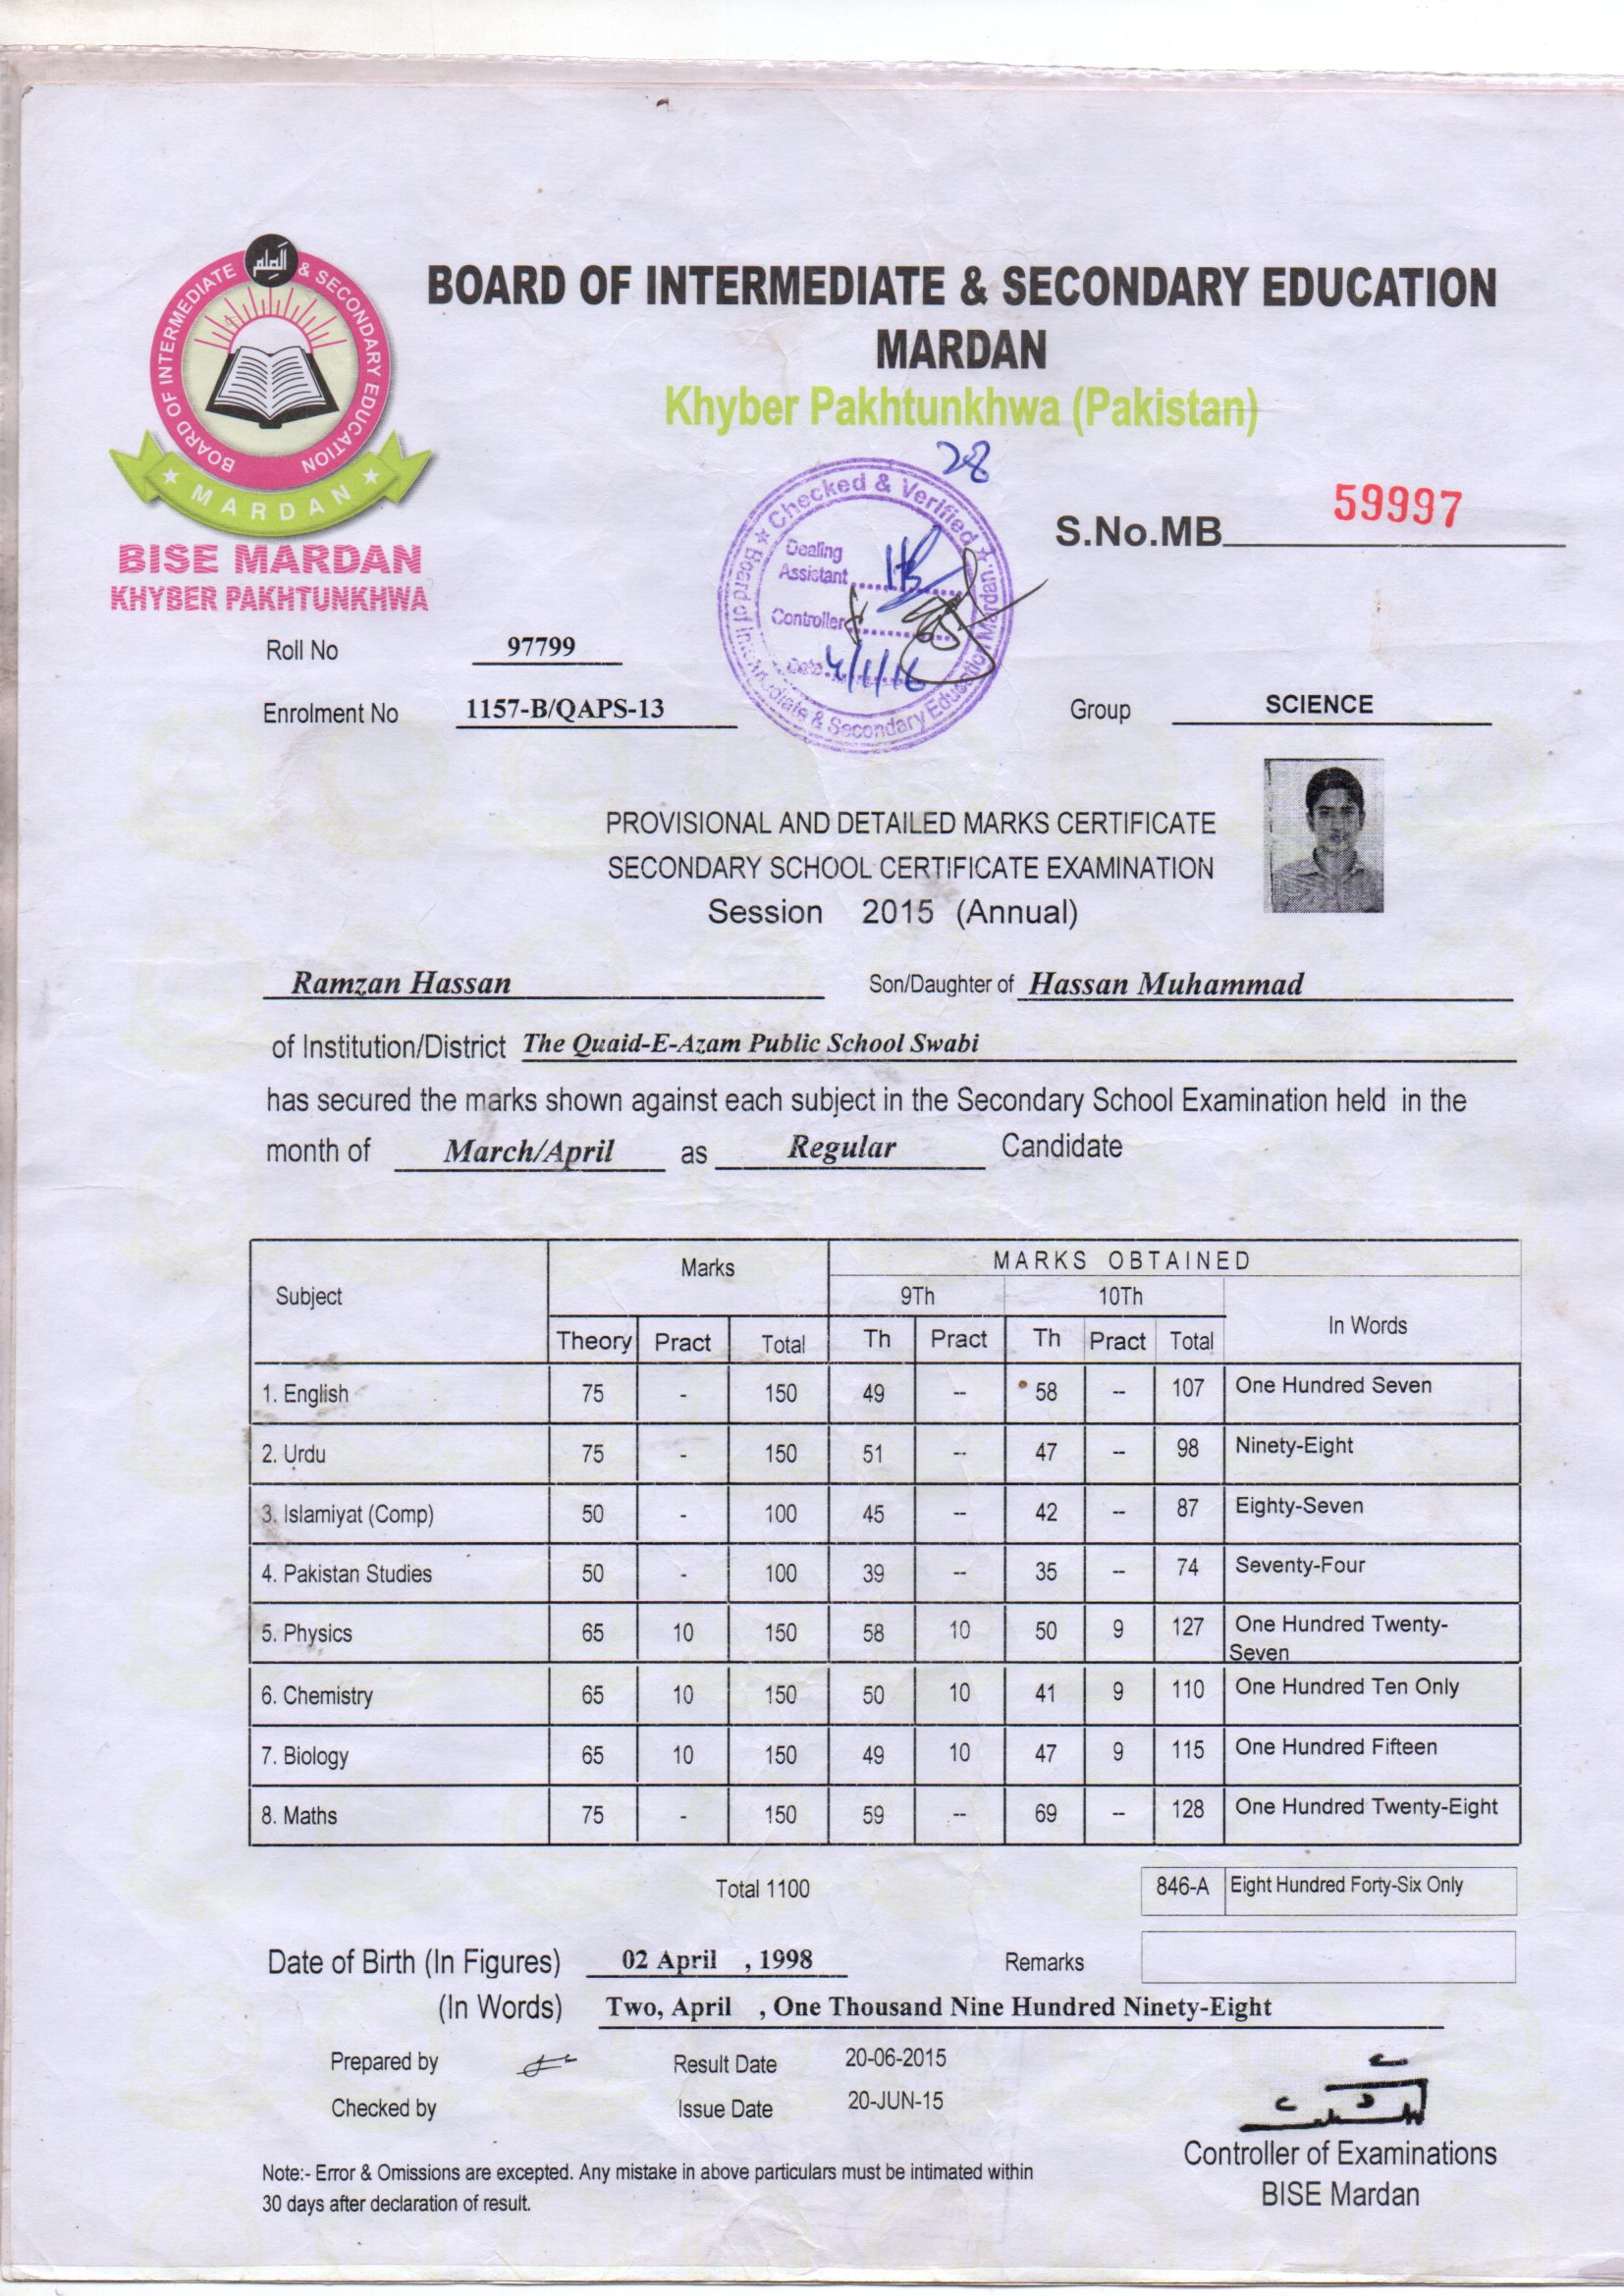 العلم
BOARD OF INTERMEDIATE & SECONDARY EDUCATION
MARDAN
BISE MARDAN
KHYBER PAKHTUNKHWA
BOARD OF INTERMEDIATE & SECONDARY EDUCATION
MARDAN
Khyber Pakhtunkhwa (Pakistan)
28
Checked & Verified
Board of Intermediate & Secondary Education, Mardan
Dealing
Assistant
Controller
Date 4/1/16
S.No.MB 59997
Roll No 97799
Enrolment No 1157-B/QAPS-13
Group SCIENCE
PROVISIONAL AND DETAILED MARKS CERTIFICATE
SECONDARY SCHOOL CERTIFICATE EXAMINATION
Session 2015 (Annual)
Ramzan Hassan Son/Daughter of Hassan Muhammad
of Institution/District The Quaid-E-Azam Public School Swabi
has secured the marks shown against each subject in the Secondary School Examination held in the
month of March/April as Regular Candidate
Subject Marks MARKS OBTAINED
9Th 10Th In Words
Theory Pract Total Th Pract Th Pract Total
1. English 75 - 150 49 -- 58 -- 107 One Hundred Seven
2. Urdu 75 - 150 51 -- 47 -- 98 Ninety-Eight
3. Islamiyat (Comp) 50 - 100 45 -- 42 -- 87 Eighty-Seven
4. Pakistan Studies 50 - 100 39 -- 35 -- 74 Seventy-Four
5. Physics 65 10 150 58 10 50 9 127 One Hundred Twenty-
Seven
6. Chemistry 65 10 150 50 10 41 9 110 One Hundred Ten Only
7. Biology 65 10 150 49 10 47 9 115 One Hundred Fifteen
8. Maths 75 - 150 59 -- 69 -- 128 One Hundred Twenty-Eight
Total 1100 846-A Eight Hundred Forty-Six Only
Date of Birth (In Figures) 02 April , 1998 Remarks
(In Words) Two, April , One Thousand Nine Hundred Ninety-Eight
Prepared by Result Date 20-06-2015
Checked by Issue Date 20-JUN-15
Controller of Examinations
BISE Mardan
Note:- Error & Omissions are excepted. Any mistake in above particulars must be intimated within
30 days after declaration of result.